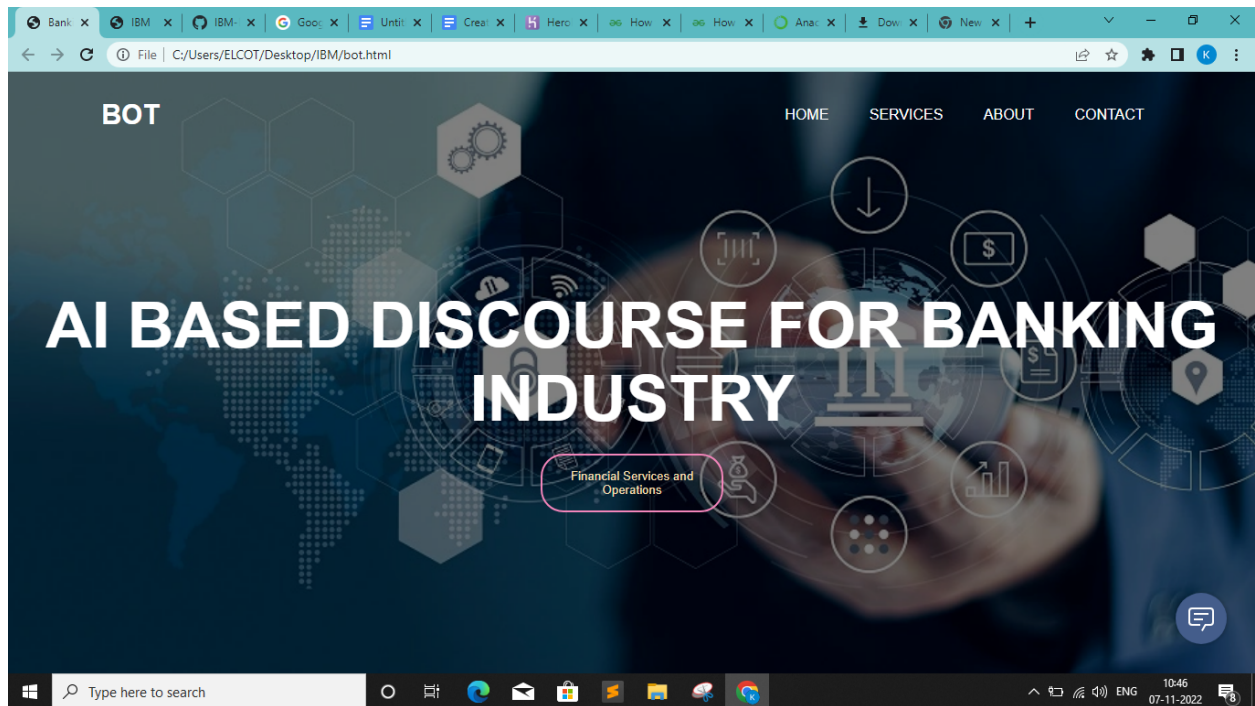 Bank
IBM
IBM-
Goog
Untit
Creat
Hero
How
How
Anac
Dow
New
File
C:/Users/ELCOT/Desktop/IBM/bot.html
K
BOT
HOME
SERVICES
ABOUT
CONTACT
AI BASED DISCOURSE FOR BANKING
INDUSTRY
Financial Services and
Operations
Type here to search
ENG
10:46
07-11-2022
8